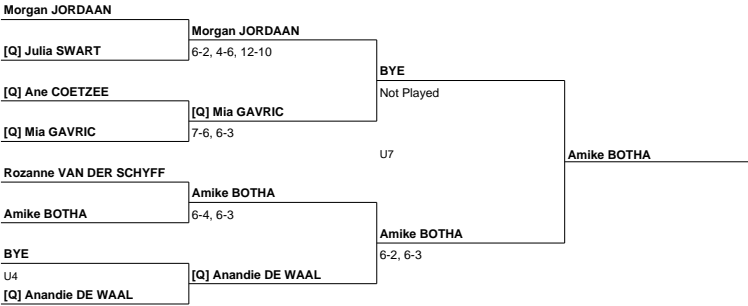 Morgan JORDAAN
Morgan JORDAAN
[Q] Julia SWART
6-2, 4-6, 12-10
BYE
[Q] Ane COETZEE
Not Played
[Q] Mia GAVRIC
[Q] Mia GAVRIC
7-6, 6-3
U7
Amike BOTHA
Rozanne VAN DER SCHYFF
Amike BOTHA
Amike BOTHA
6-4, 6-3
Amike BOTHA
BYE
6-2, 6-3
U4
[Q] Anandie DE WAAL
[Q] Anandie DE WAAL